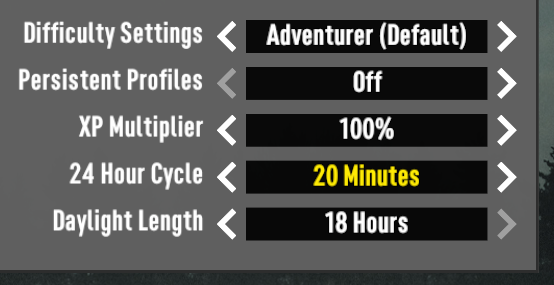 Difficulty Settings Adventurer (Default)
Persistent Profiles Off
XP Multiplier 100%
24 Hour Cycle 20 Minutes
Daylight Length 18 Hours